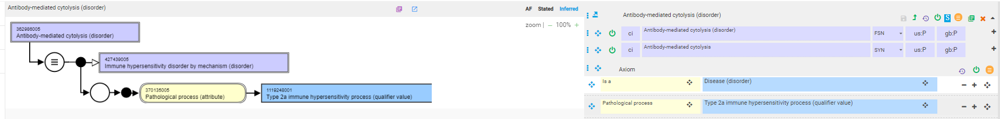 Antibody-mediated cytolysis (disorder)
AF Stated Inferred
zoom | − 100% +
362986005
Antibody-mediated cytolysis (disorder)
427439005
Immune hypersensitivity disorder by mechanism (disorder)
370135005
Pathological process (attribute)
1119248001
Type 2a immune hypersensitivity process (qualifier value)
Antibody-mediated cytolysis (disorder)
S
ci Antibody-mediated cytolysis (disorder) FSN us:P gb:P
ci Antibody-mediated cytolysis SYN us:P gb:P
Axiom
Is a Disease (disorder)
Pathological process Type 2a immune hypersensitivity process (qualifier value)